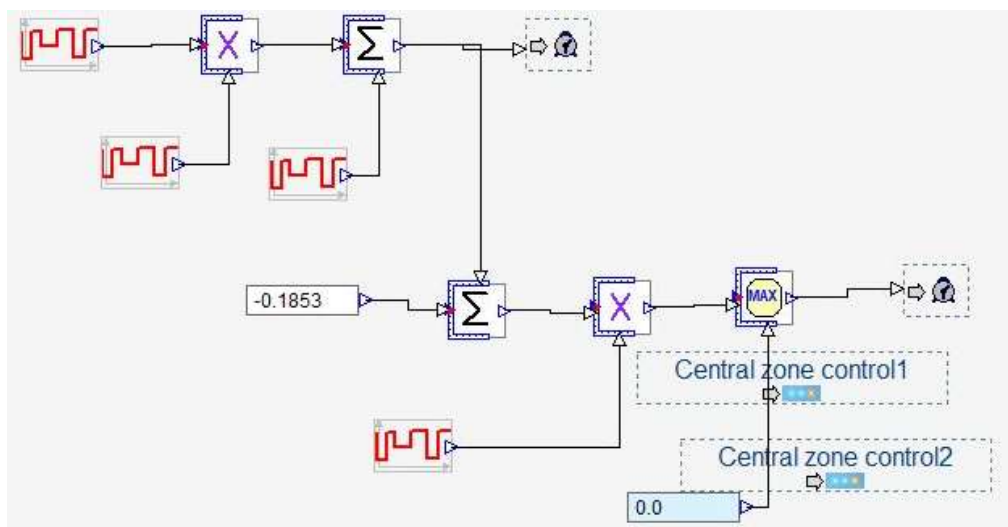 X
Σ
-0.1853
Σ
X
MAX
Central zone control1
Central zone control2
0.0